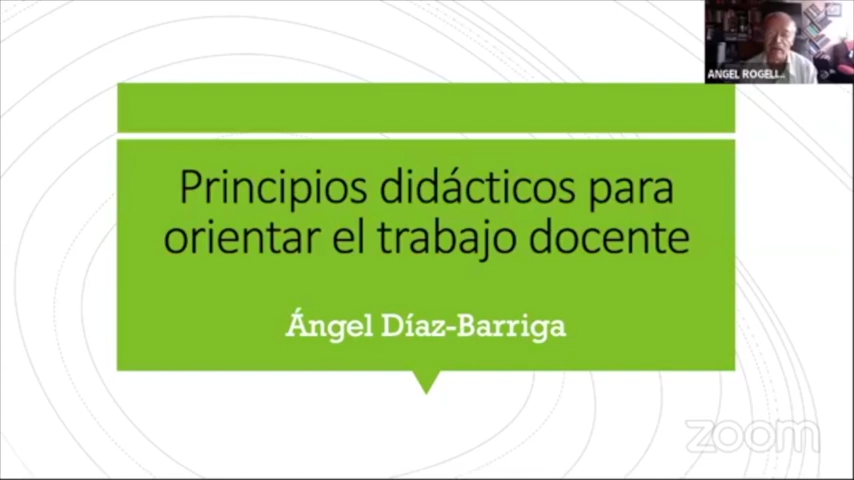 ANGEL ROGELI...
Principios didácticos para
orientar el trabajo docente
Ángel Díaz-Barriga
zoom